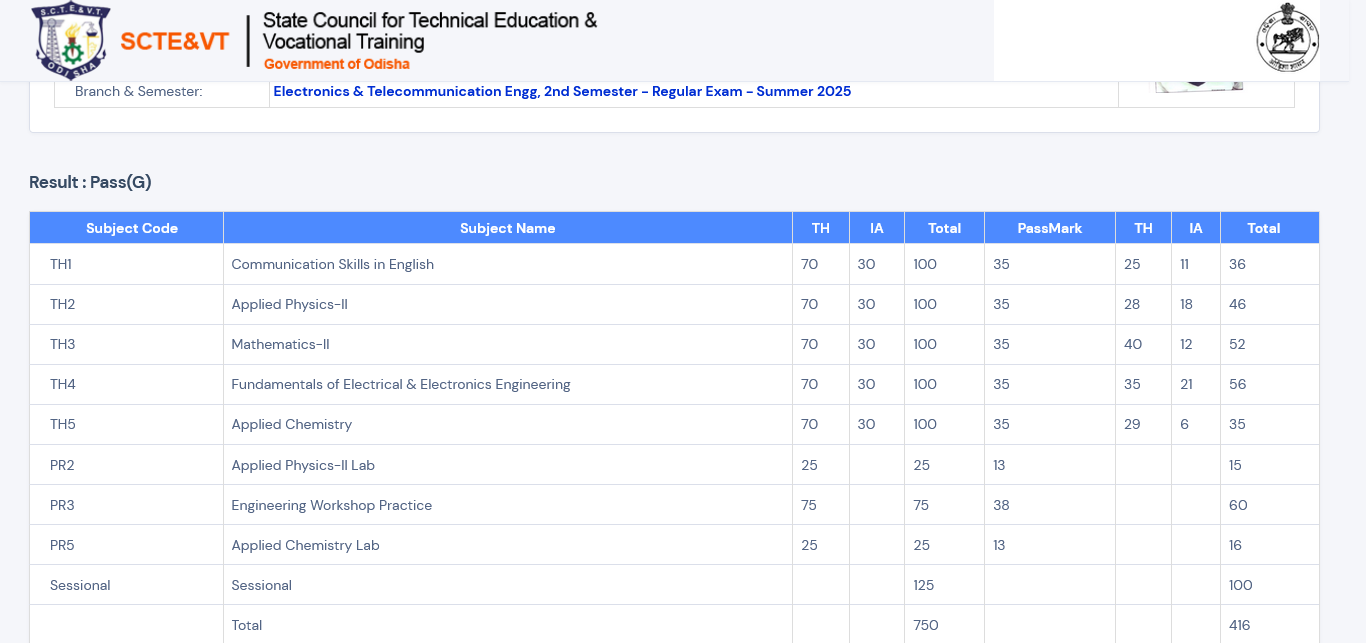 S.C.T.E.& V.T.
ODISHA
SCTE&VT
State Council for Technical Education &
Vocational Training
Government of Odisha
Branch & Semester: Electronics & Telecommunication Engg, 2nd Semester - Regular Exam - Summer 2025
Result : Pass(G)
Subject Code Subject Name TH IA Total PassMark TH IA Total
TH1 Communication Skills in English 70 30 100 35 25 11 36
TH2 Applied Physics-II 70 30 100 35 28 18 46
TH3 Mathematics-II 70 30 100 35 40 12 52
TH4 Fundamentals of Electrical & Electronics Engineering 70 30 100 35 35 21 56
TH5 Applied Chemistry 70 30 100 35 29 6 35
PR2 Applied Physics-II Lab 25 25 13 15
PR3 Engineering Workshop Practice 75 75 38 60
PR5 Applied Chemistry Lab 25 25 13 16
Sessional Sessional 125 100
Total 750 416